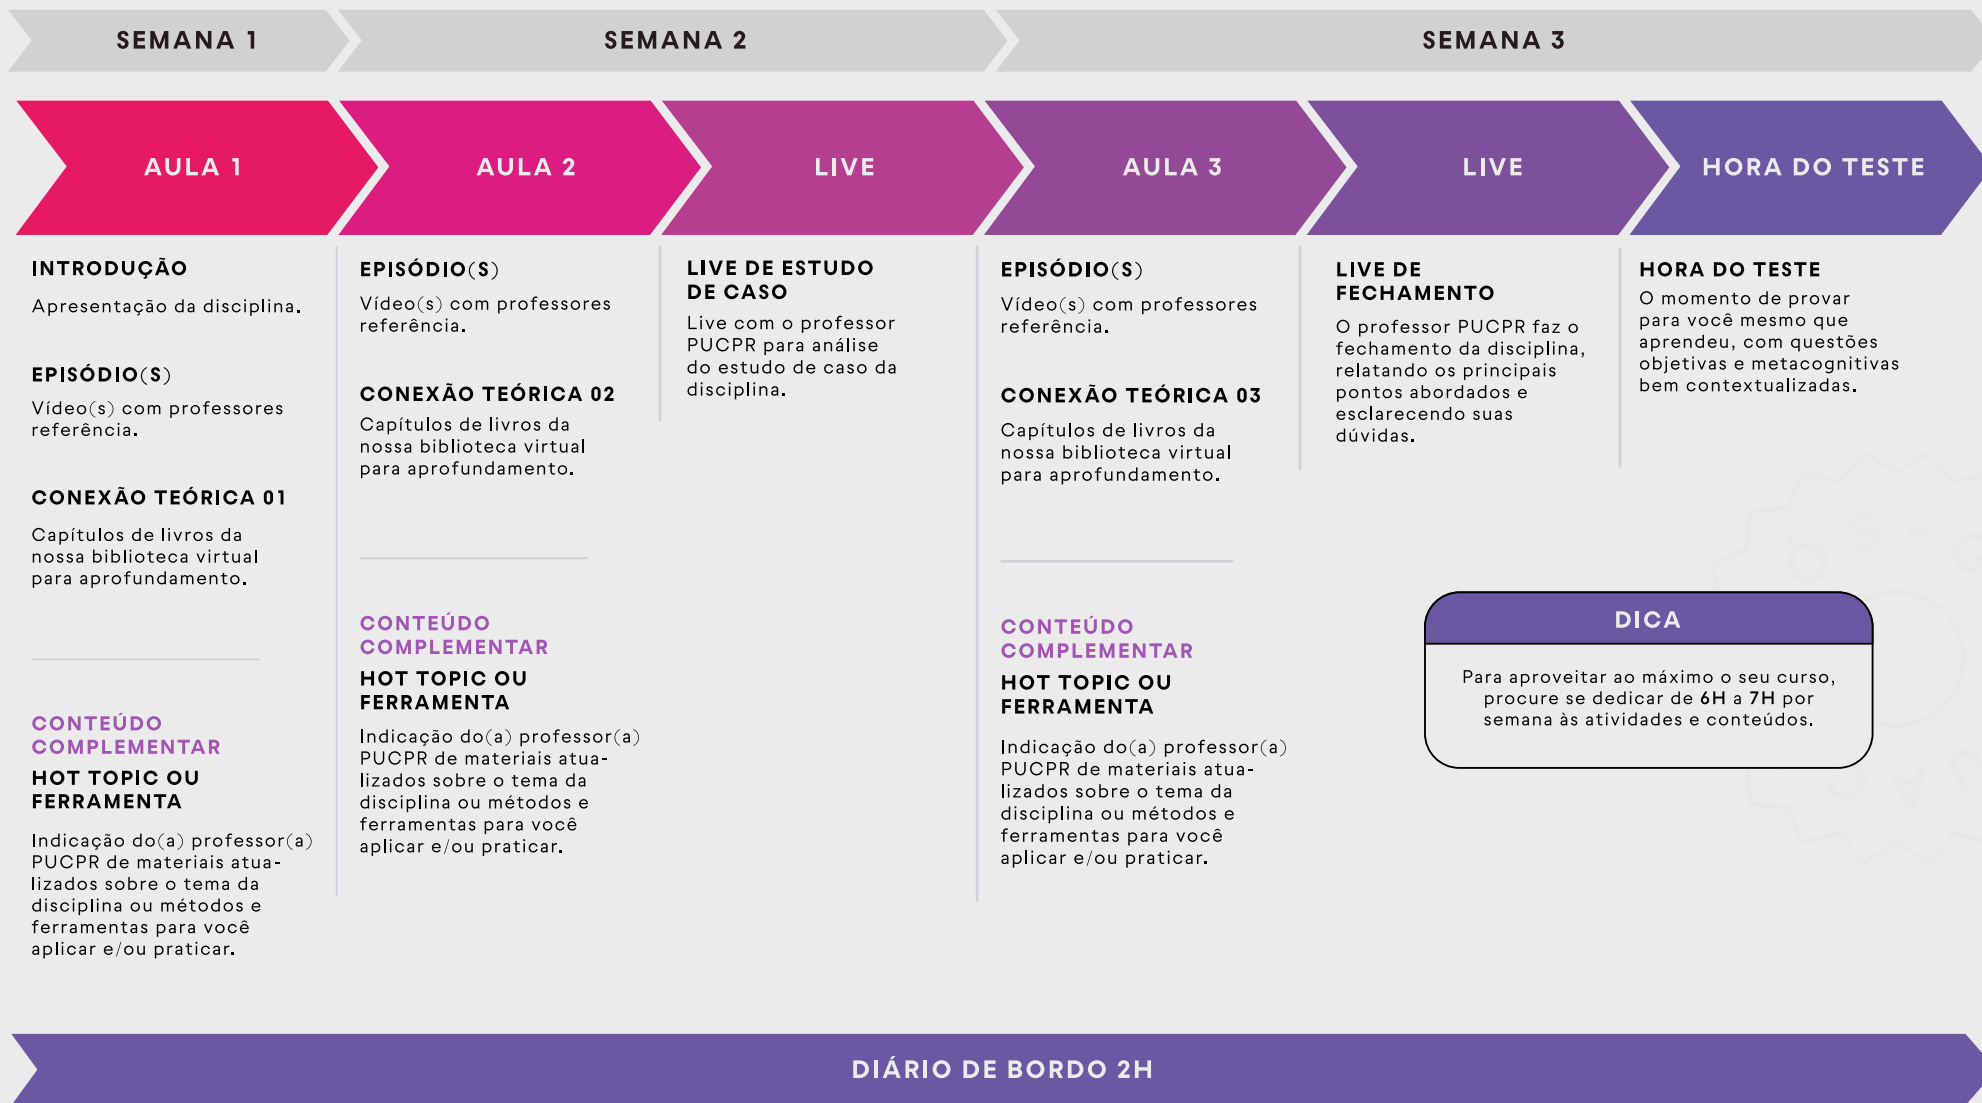 SEMANA 1
SEMANA 2
SEMANA 3
AULA 1
AULA 2
LIVE
AULA 3
LIVE
HORA DO TESTE
INTRODUÇÃO
Apresentação da disciplina.
EPISÓDIO(S)
Vídeo(s) com professores
referência.
CONEXÃO TEÓRICA 01
Capítulos de livros da
nossa biblioteca virtual
para aprofundamento.
CONTEÚDO
COMPLEMENTAR
HOT TOPIC OU
FERRAMENTA
Indicação do(a) professor(a)
PUCPR de materiais atua-
lizados sobre o tema da
disciplina ou métodos e
ferramentas para você
aplicar e/ou praticar.
EPISÓDIO(S)
Vídeo(s) com professores
referência.
CONEXÃO TEÓRICA 02
Capítulos de livros da
nossa biblioteca virtual
para aprofundamento.
CONTEÚDO
COMPLEMENTAR
HOT TOPIC OU
FERRAMENTA
Indicação do(a) professor(a)
PUCPR de materiais atua-
lizados sobre o tema da
disciplina ou métodos e
ferramentas para você
aplicar e/ou praticar.
LIVE DE ESTUDO
DE CASO
Live com o professor
PUCPR para análise
do estudo de caso da
disciplina.
EPISÓDIO(S)
Vídeo(s) com professores
referência.
CONEXÃO TEÓRICA 03
Capítulos de livros da
nossa biblioteca virtual
para aprofundamento.
CONTEÚDO
COMPLEMENTAR
HOT TOPIC OU
FERRAMENTA
Indicação do(a) professor(a)
PUCPR de materiais atua-
lizados sobre o tema da
disciplina ou métodos e
ferramentas para você
aplicar e/ou praticar.
LIVE DE
FECHAMENTO
O professor PUCPR faz o
fechamento da disciplina,
relatando os principais
pontos abordados e
esclarecendo suas
dúvidas.
HORA DO TESTE
O momento de provar
para você mesmo que
aprendeu, com questões
objetivas e metacognitivas
bem contextualizadas.
DICA
Para aproveitar ao máximo o seu curso,
procure se dedicar de 6H a 7H por
semana às atividades e conteúdos.
DIÁRIO DE BORDO 2H